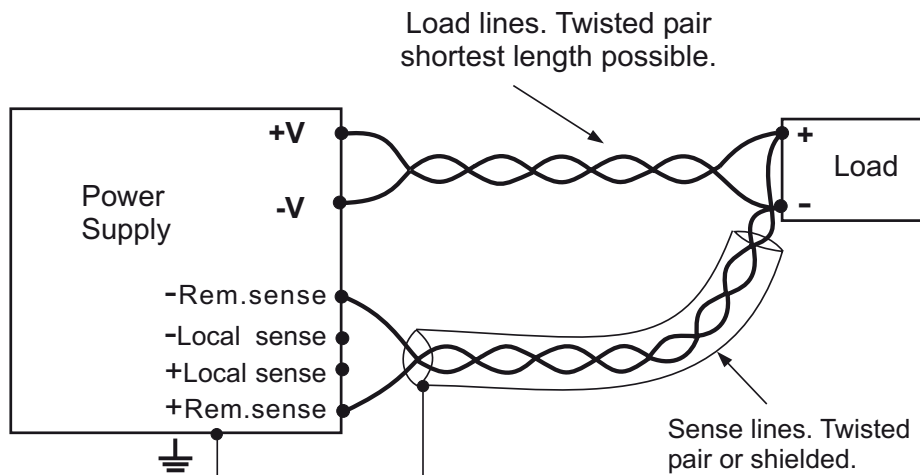 Load lines. Twisted pair
shortest length possible.
+V
-V
Power
Supply
+
-
Load
-Rem.sense
-Local sense
+Local sense
+Rem.sense
Sense lines. Twisted
pair or shielded.